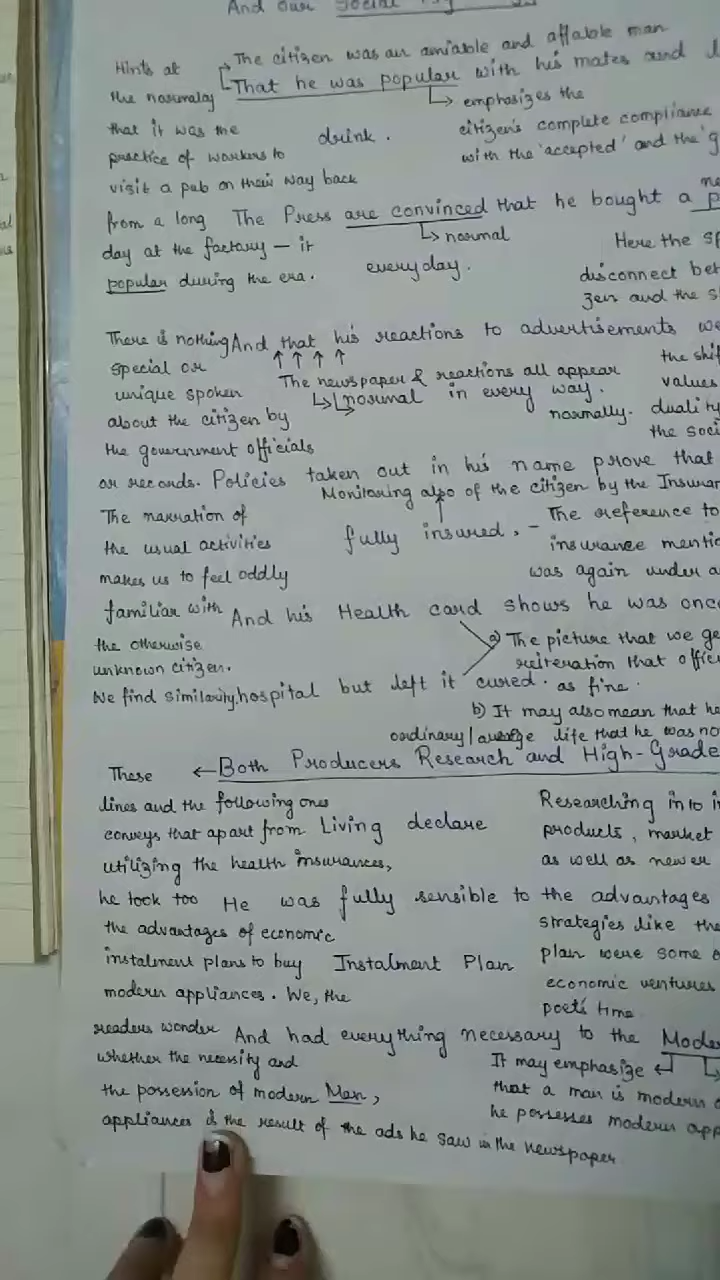 And our Social
Hints at The citizen was an amiable and affable man
the normalcy That he was popular with his mates and
emphasizes the
that it was the drink. citizen's complete compliance
practice of workers to with the 'accepted' and the
visit a pub on their way back
from a long The Press are convinced that he bought a
day at the factory - it normal Here the
popular during the era. everyday. disconnect
and the
There is nothing And that his reactions to advertisements
special or
unique spoken The newspaper & reactions all appear the
normal in every way. values
about the citizen by normally. duality
the government officials the
or records. Policies taken out in his name prove that
Monitoring also of the citizen by the
The narration of The reference to
the usual activities fully insured, - insurance
makes us to feel oddly was again under
familiar with And his Health card shows he was once
the otherwise a) The picture that we
unknown citizen. reiteration that
We find similarity. hospital but left it cured. as fine.
b) It may also mean that he
ordinary/average life that he was
These ← Both Producers Research and High-Grade
lines and the following ones Researching into
conveys that apart from Living declare products, market
utilizing the health insurances, as well as newer
he took too He was fully sensible to the advantages
the advantages of economic strategies like the
instalment plans to buy Instalment Plan plan were some
modern appliances. We, the economic ventures
poet's time
readers wonder And had everything necessary to the
whether the necessity and It may emphasize
the possession of modern Man, that a man is modern
appliances is the result of the ads he saw in the newspaper he possesses modern